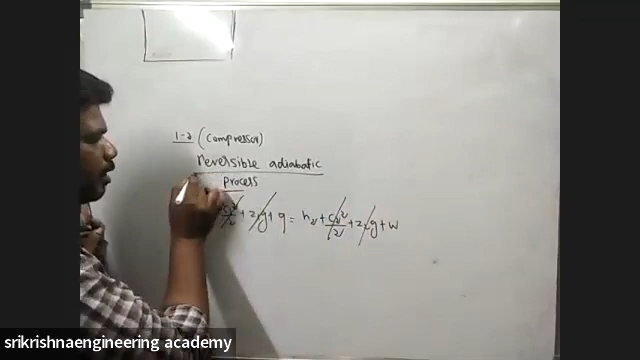 1-2 (compressor)
Reversible adiabatic
process
+ z₁g + q = h₂ + c₂²/2 + z₂g + w
srikrishnaengineering academy